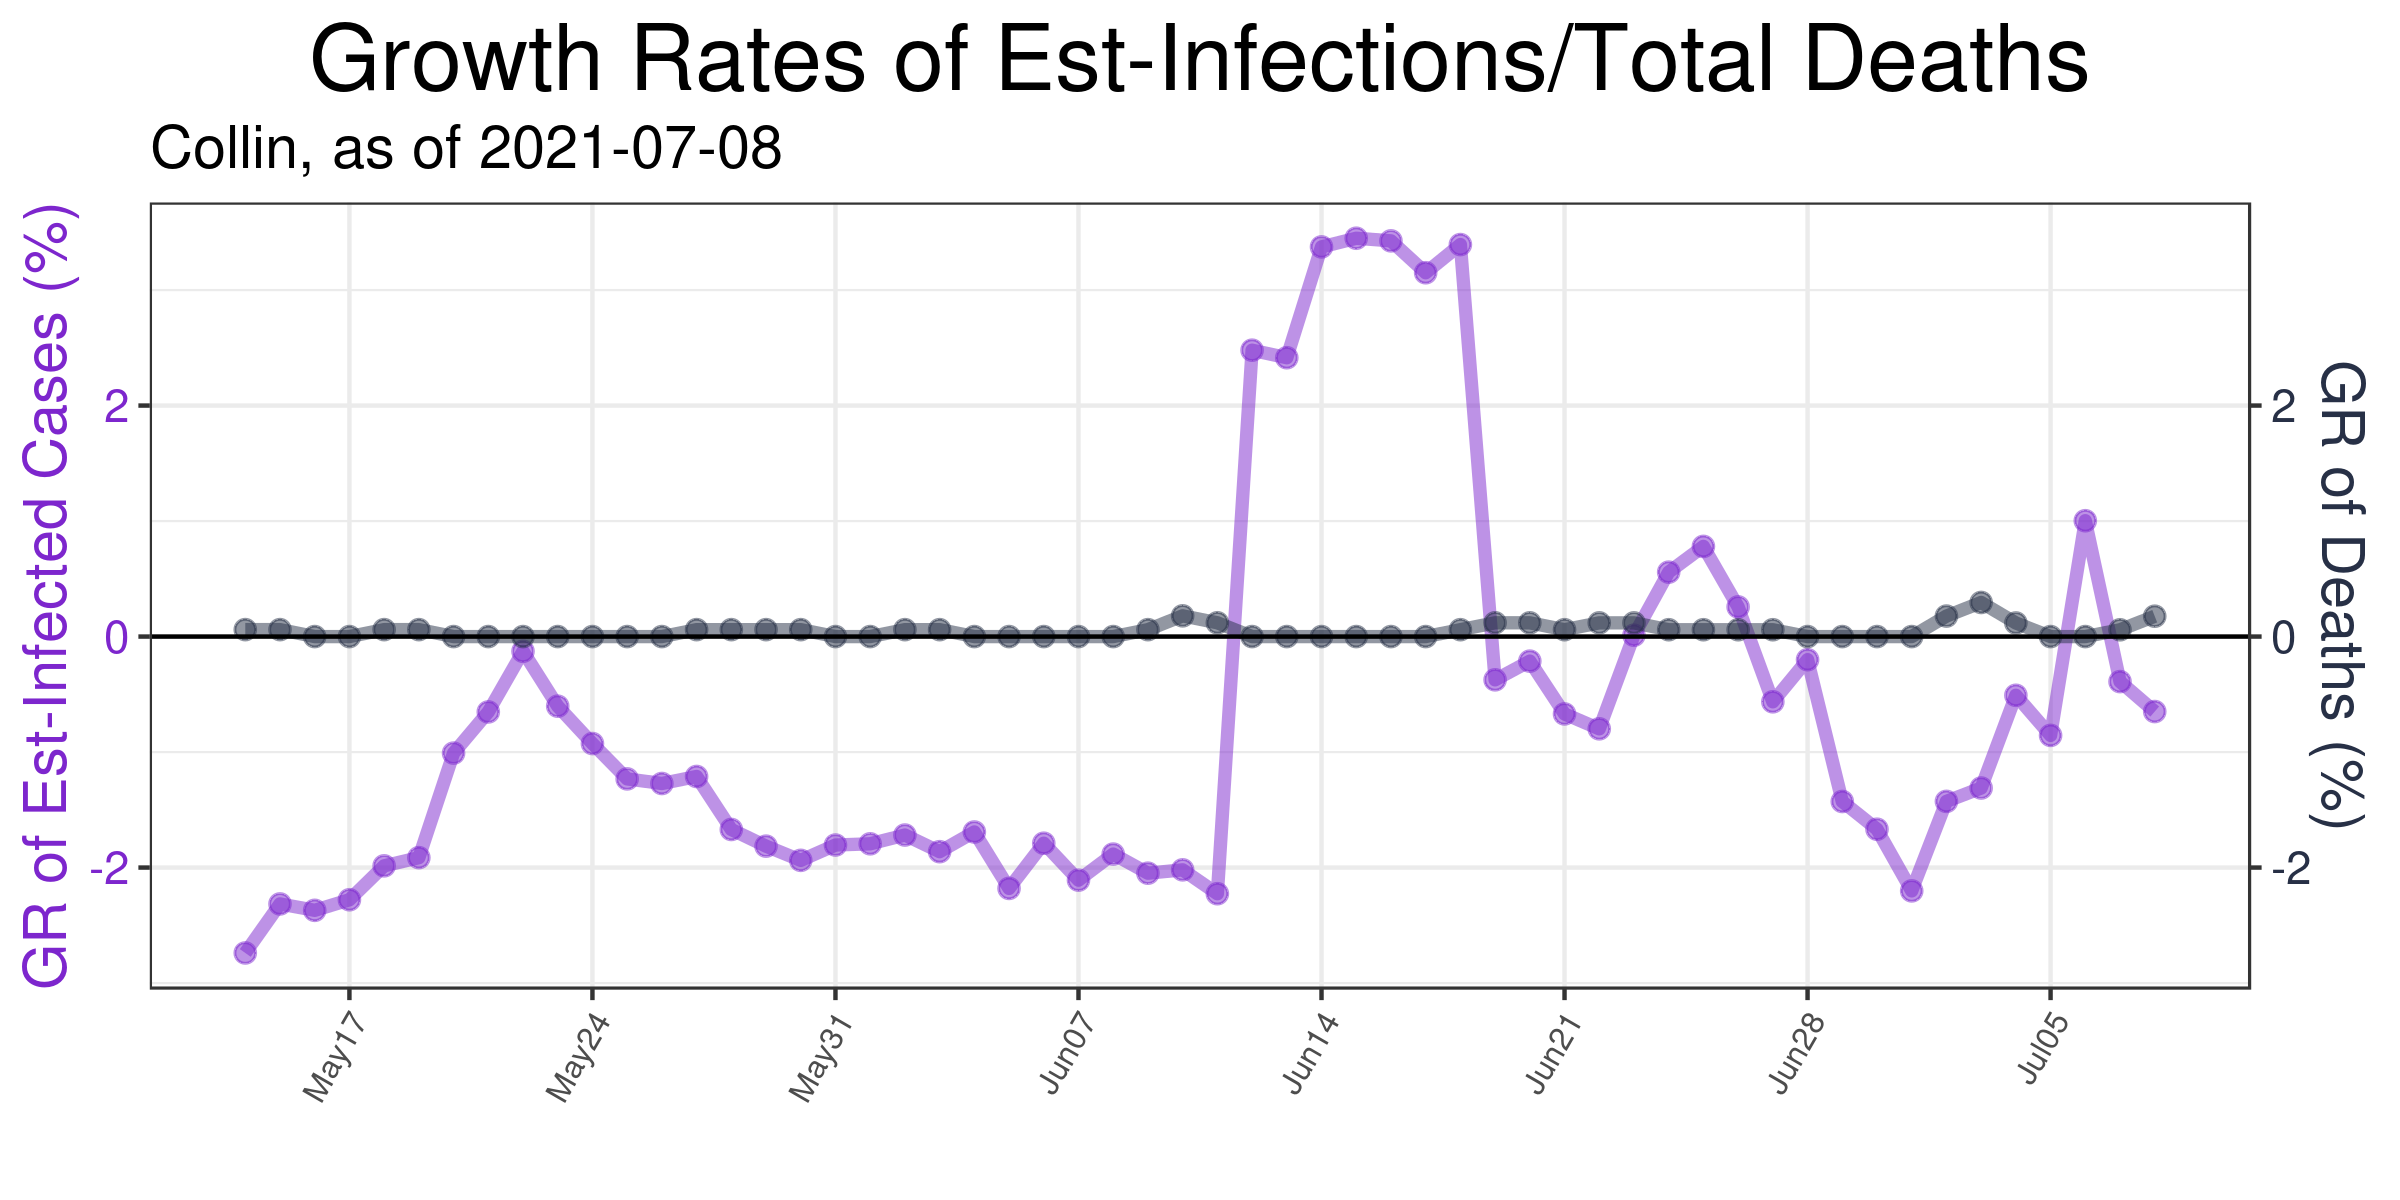 Growth Rates of Est-Infections/Total Deaths
Collin, as of 2021-07-08
GR of Est-Infected Cases (%)
2
0
-2
2
0
-2
GR of Deaths (%)
May17
May24
May31
Jun07
Jun14
Jun21
Jun28
Jul05